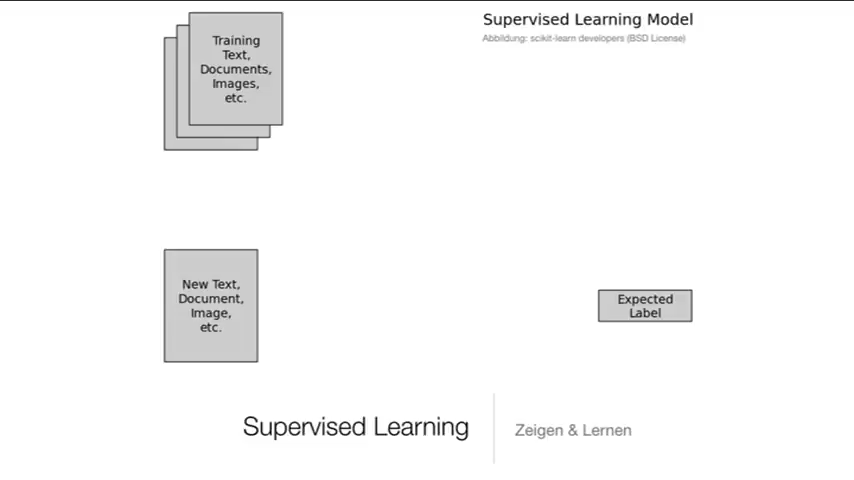 Supervised Learning Model
Abbildung: scikit-learn developers (BSD License)
Training
Text,
Documents,
Images,
etc.
New Text,
Document,
Image,
etc.
Expected
Label
Supervised Learning
Zeigen & Lernen